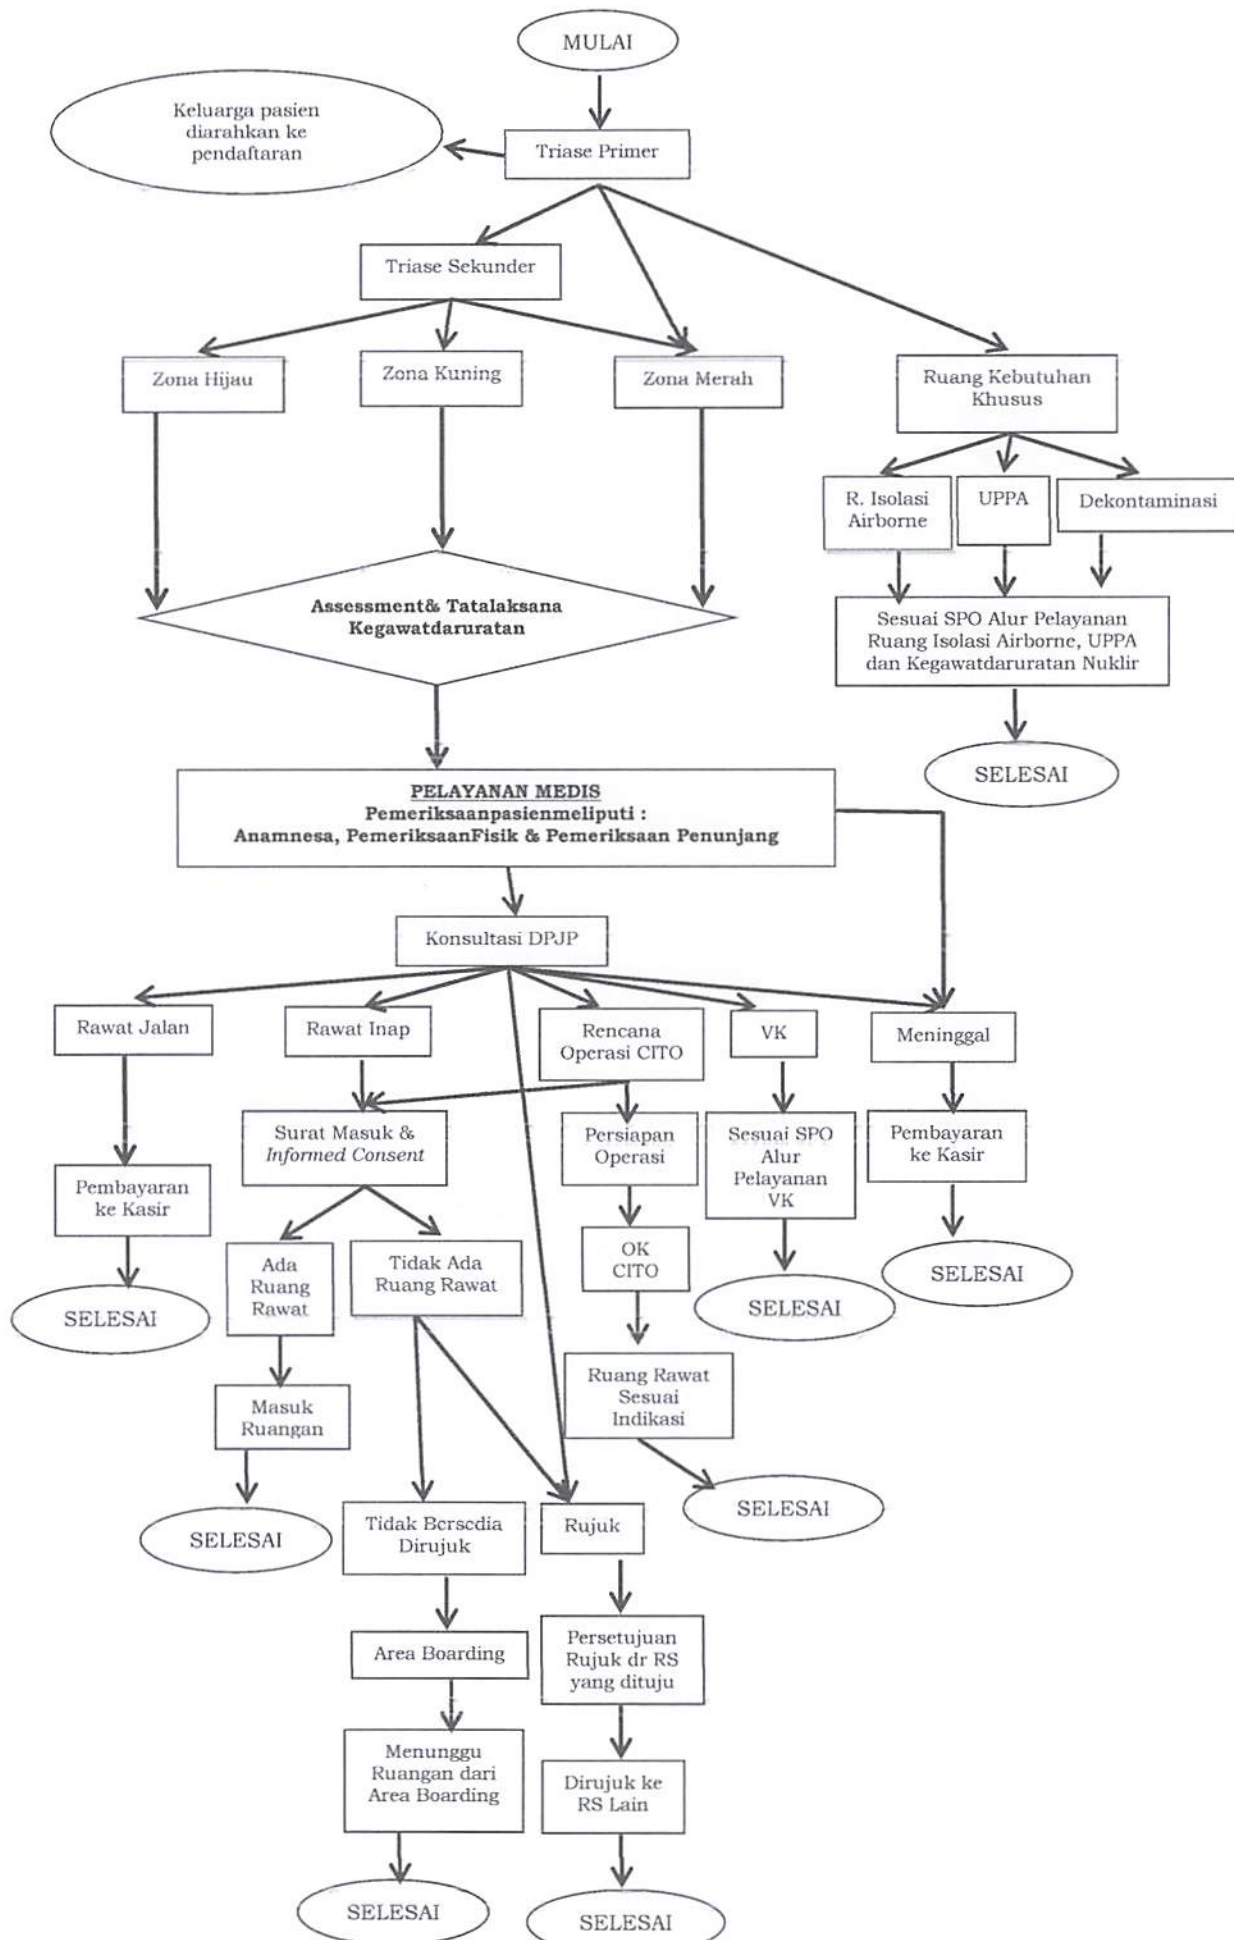 MULAI
Keluarga pasien
diarahkan ke
pendaftaran
Triase Primer
Triase Sekunder
Zona Hijau
Zona Kuning
Zona Merah
Ruang Kebutuhan
Khusus
R. Isolasi
Airborne
UPPA
Dekontaminasi
Assessment& Tatalaksana
Kegawatdaruratan
Sesuai SPO Alur Pelayanan
Ruang Isolasi Airborne, UPPA
dan Kegawatdaruratan Nuklir
SELESAI
PELAYANAN MEDIS
Pemeriksaanpasienmeliputi :
Anamnesa, PemeriksaanFisik & Pemeriksaan Penunjang
Konsultasi DPJP
Rawat Jalan
Rawat Inap
Rencana
Operasi CITO
VK
Meninggal
Surat Masuk &
Informed Consent
Persiapan
Operasi
Sesuai SPO
Alur
Pelayanan
VK
Pembayaran
ke Kasir
Pembayaran
ke Kasir
Ada
Ruang
Rawat
Tidak Ada
Ruang Rawat
OK
CITO
SELESAI
SELESAI
SELESAI
Masuk
Ruangan
Ruang Rawat
Sesuai
Indikasi
SELESAI
SELESAI
Tidak Bersedia
Dirujuk
Rujuk
Area Boarding
Persetujuan
Rujuk dr RS
yang dituju
Menunggu
Ruangan dari
Area Boarding
Dirujuk ke
RS Lain
SELESAI
SELESAI